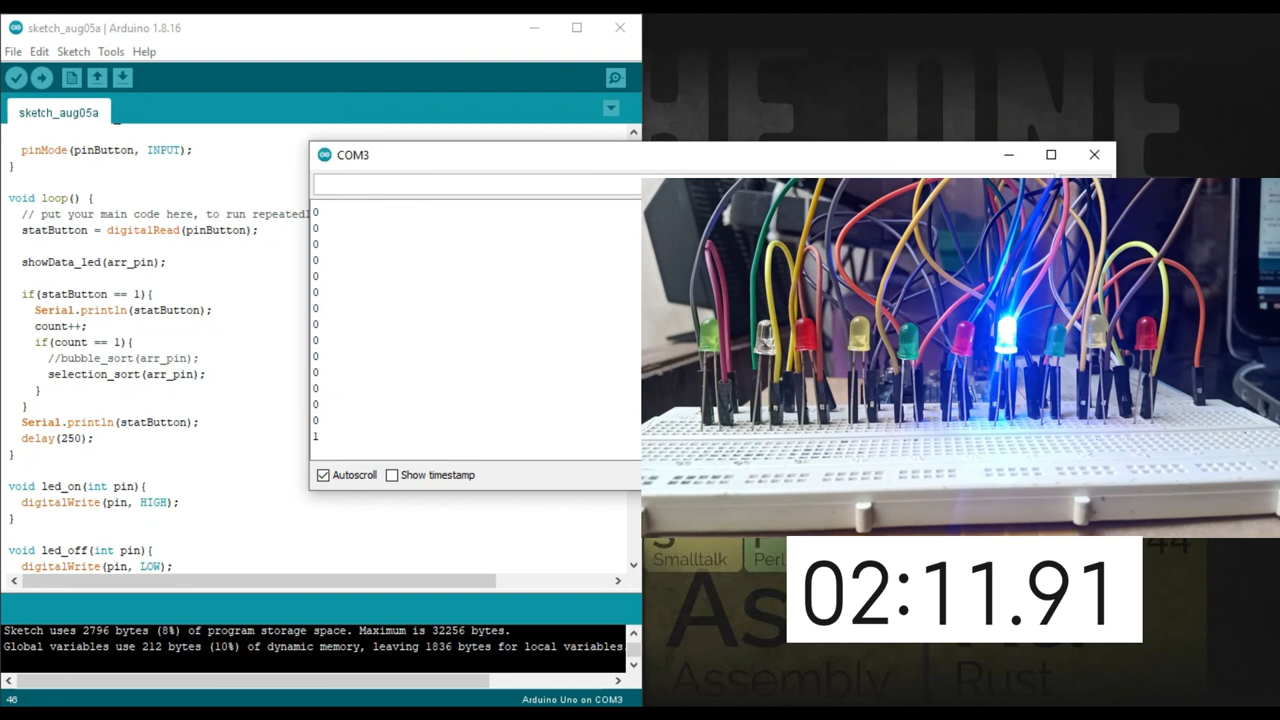 sketch_aug05a | Arduino 1.8.16
File Edit Sketch Tools Help
sketch_aug05a
pinMode(pinButton, INPUT);
}
void loop() {
// put your main code here, to run repeatedl
statButton = digitalRead(pinButton);
showData_led(arr_pin);
if(statButton == 1){
Serial.println(statButton);
count++;
if(count == 1){
//bubble_sort(arr_pin);
selection_sort(arr_pin);
}
}
Serial.println(statButton);
delay(250);
}
void led_on(int pin){
digitalWrite(pin, HIGH);
}
void led_off(int pin){
digitalWrite(pin, LOW);
Sketch uses 2796 bytes (8%) of program storage space. Maximum is 32256 bytes.
Global variables use 212 bytes (10%) of dynamic memory, leaving 1836 bytes for local variables.
46
Arduino Uno on COM3
COM3
0
0
0
0
0
0
0
0
0
0
0
0
0
0
1
Autoscroll Show timestamp
HE ONE
Smalltalk Perl
44
As
Assembly Rust
02:11.91